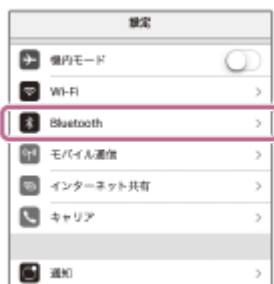 設定
機内モード
Wi-Fi
Bluetooth
モバイル通信
インターネット共有
キャリア
通知